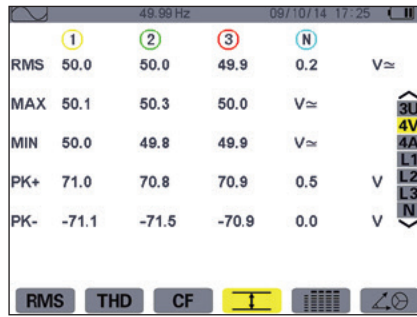 49.99 Hz 09/10/14 17:25
1 2 3 N
RMS 50.0 50.0 49.9 0.2 V≃
MAX 50.1 50.3 50.0 V≃
MIN 50.0 49.8 49.9 V≃
PK+ 71.0 70.8 70.9 0.5 V
PK- -71.1 -71.5 -70.9 0.0 V
3U
4V
4A
L1
L2
L3
N
RMS THD CF